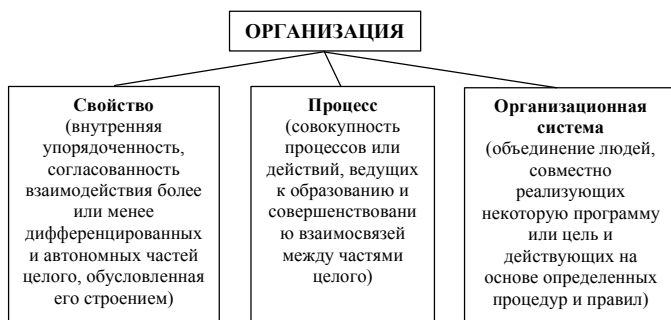 ОРГАНИЗАЦИЯ
Свойство
(внутренняя
упорядоченность,
согласованность
взаимодействия более
или менее
дифференцированных
и автономных частей
целого, обусловленная
его строением)
Процесс
(совокупность
процессов или
действий, ведущих
к образованию и
совершенствовани
ю взаимосвязей
между частями
целого)
Организационная
система
(объединение людей,
совместно
реализующих
некоторую программу
или цель и
действующих на
основе определенных
процедур и правил)